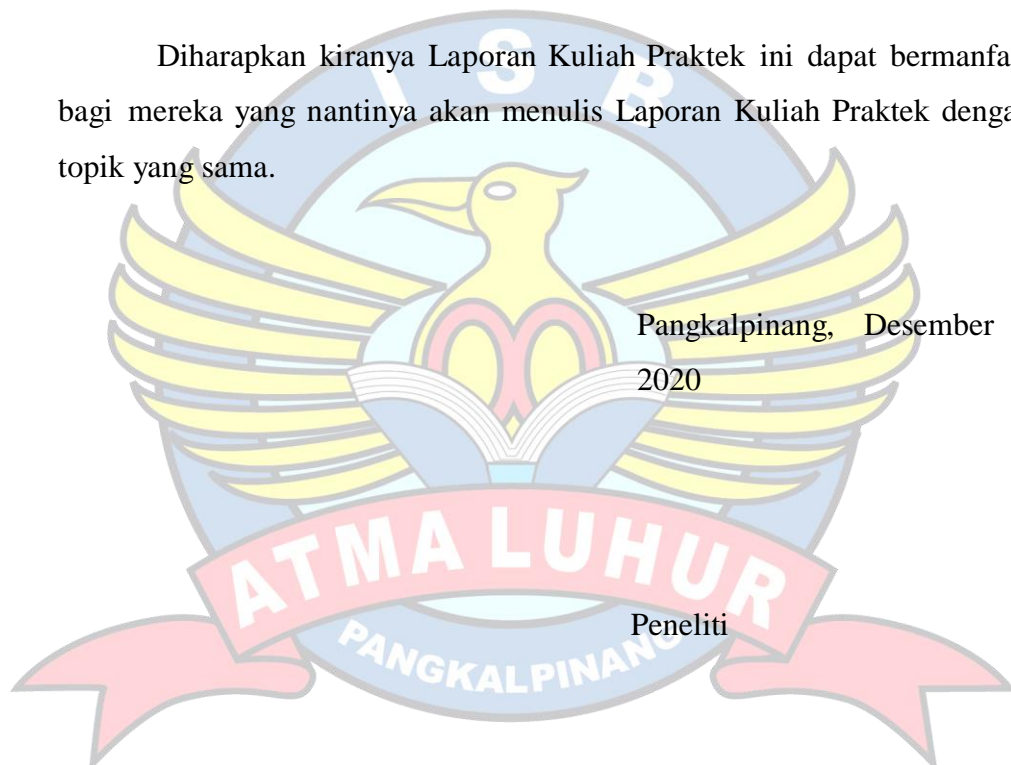 I S B
Diharapkan kiranya Laporan Kuliah Praktek ini dapat bermanfa
bagi mereka yang nantinya akan menulis Laporan Kuliah Praktek denga
topik yang sama.
Pangkalpinang, Desember
2020
ATMA LUHUR
Peneliti
PANGKALPINANG